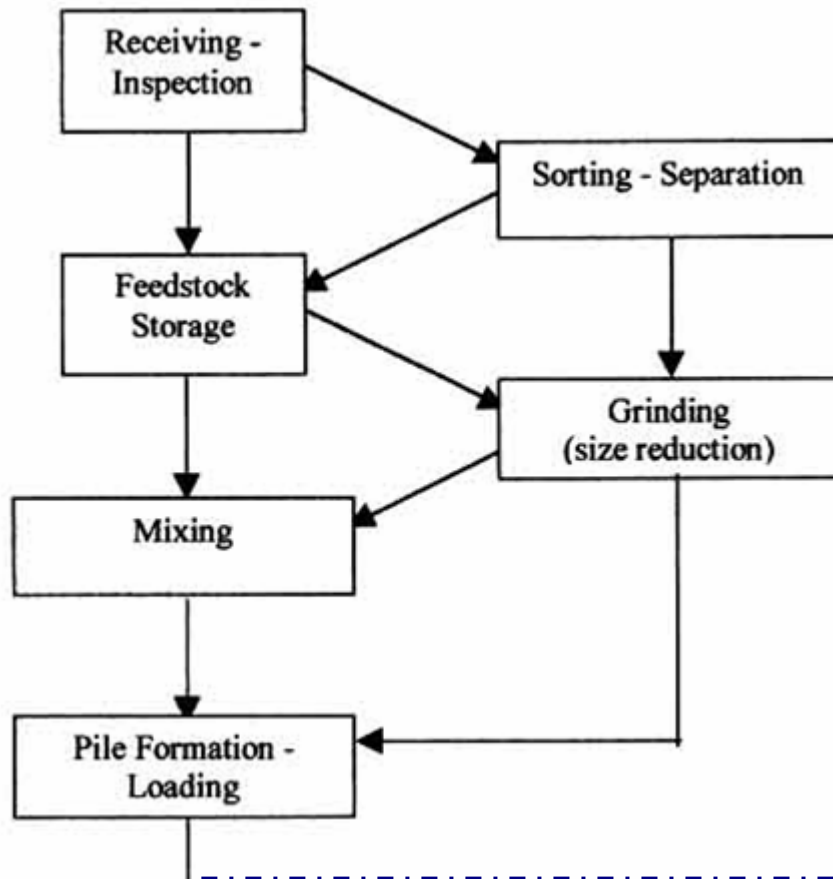 Receiving -
Inspection
Sorting - Separation
Feedstock
Storage
Grinding
(size reduction)
Mixing
Pile Formation -
Loading